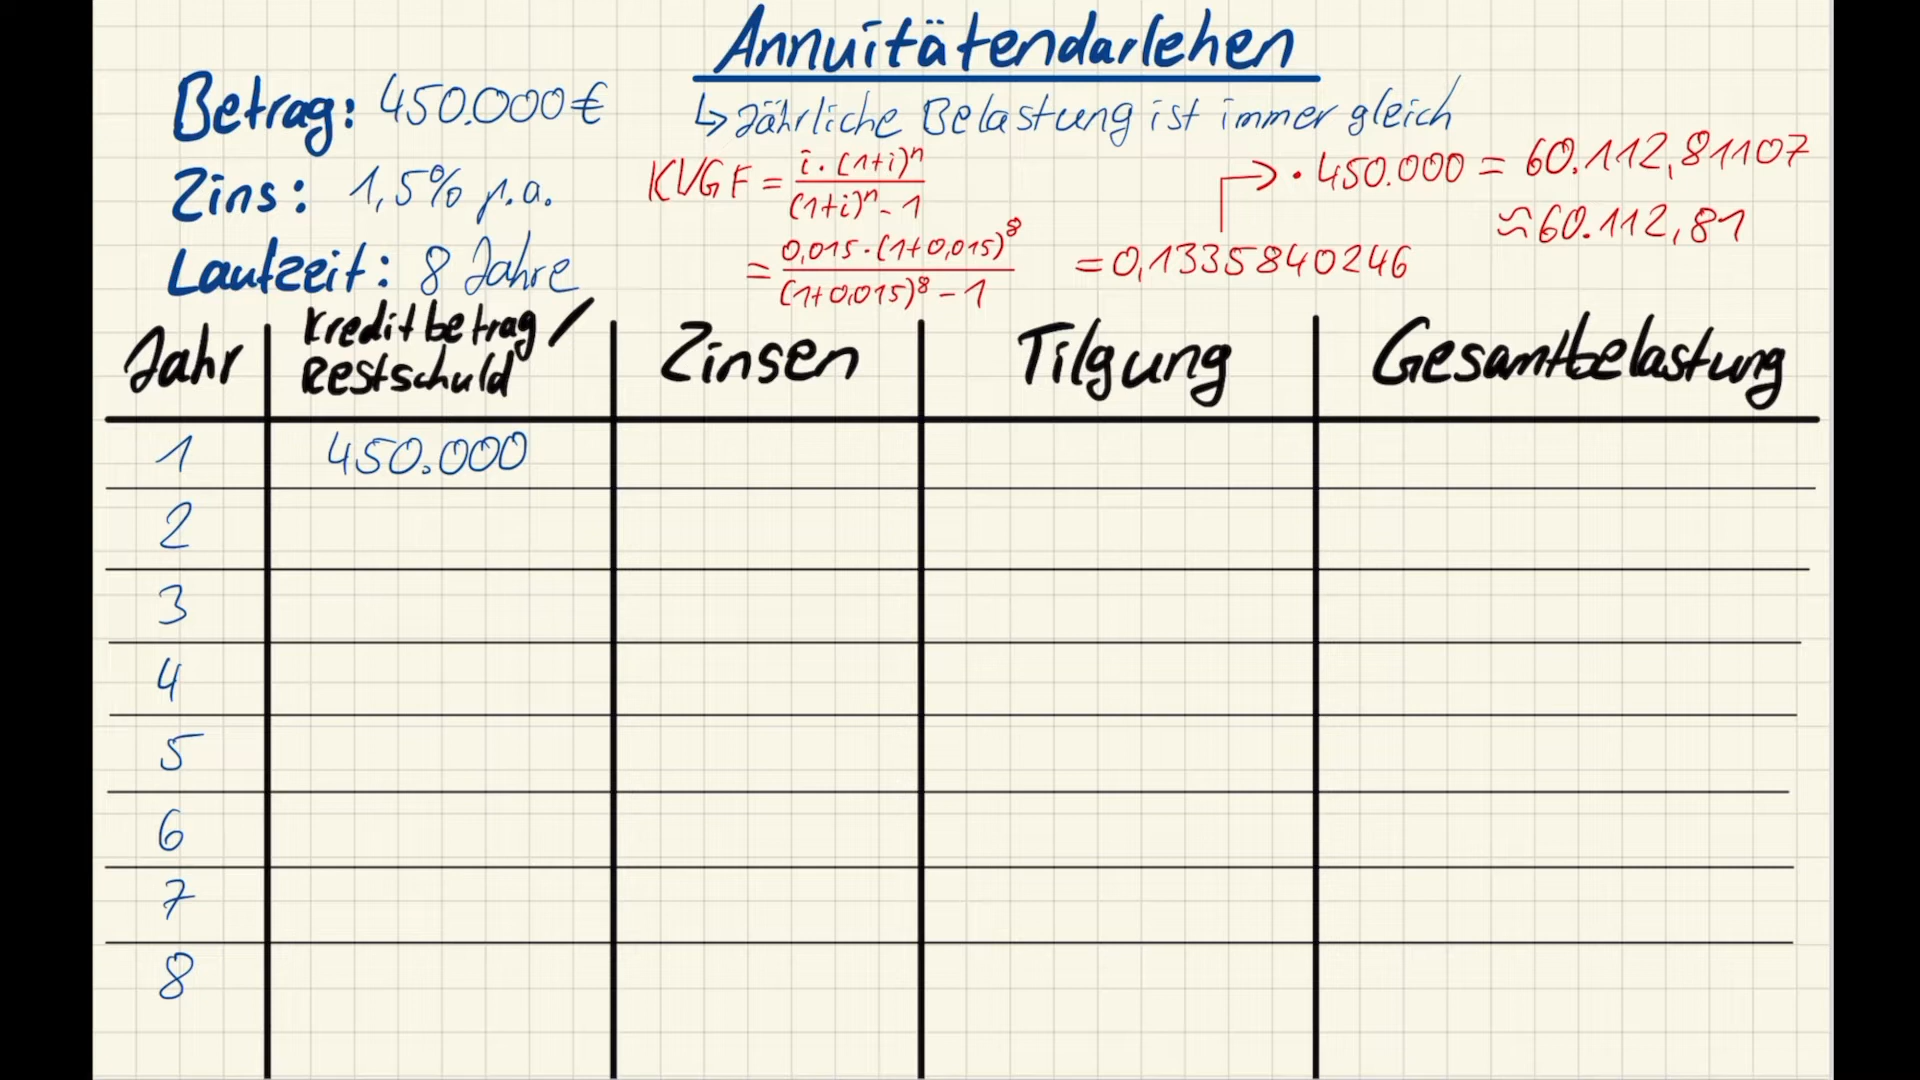 Annuitätendarlehen
Betrag: 450.000€
↳ Jährliche Belastung ist immer gleich
Zins: 1,5% p.a.
KVGF = i·(1+i)^n / (1+i)^n - 1
→ · 450.000 = 60.112,81107
≈ 60.112,81
Laufzeit: 8 Jahre
= 0,015·(1+0,015)^8 / (1+0,015)^8 - 1 = 0,1335840246
Jahr Kreditbetrag/ Restschuld Zinsen Tilgung Gesamtbelastung
1 450.000
2
3
4
5
6
7
8